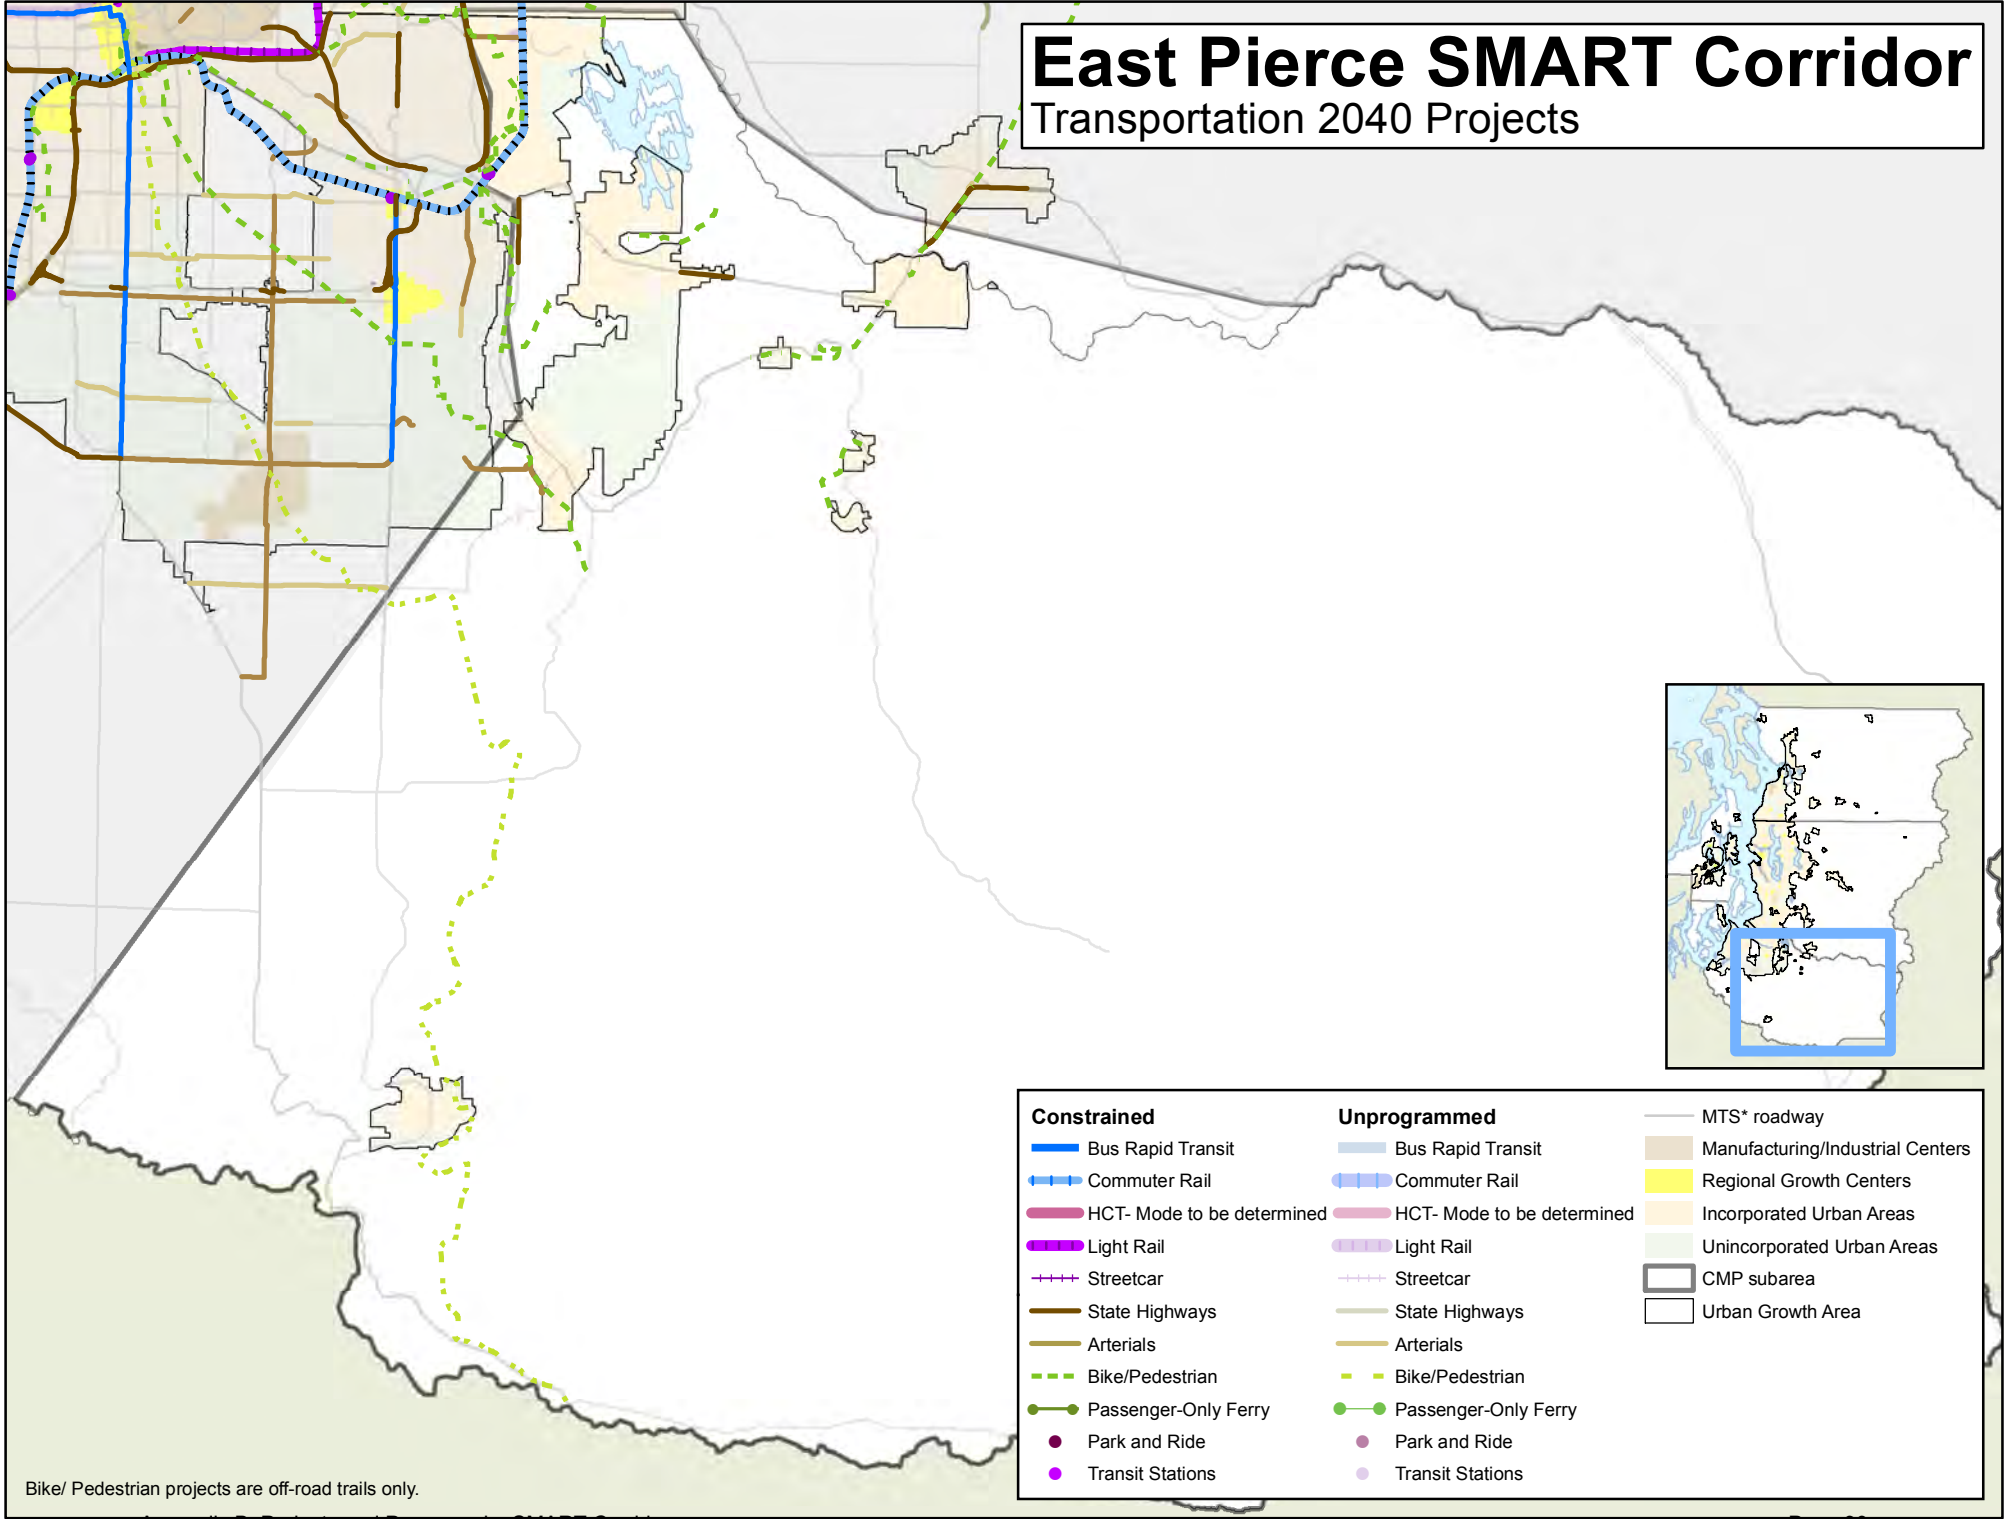 East Pierce SMART Corridor
Transportation 2040 Projects
Constrained
Bus Rapid Transit
Commuter Rail
HCT- Mode to be determined
Light Rail
Streetcar
State Highways
Arterials
Bike/Pedestrian
Passenger-Only Ferry
Park and Ride
Transit Stations
Unprogrammed
Bus Rapid Transit
Commuter Rail
HCT- Mode to be determined
Light Rail
Streetcar
State Highways
Arterials
Bike/Pedestrian
Passenger-Only Ferry
Park and Ride
Transit Stations
MTS* roadway
Manufacturing/Industrial Centers
Regional Growth Centers
Incorporated Urban Areas
Unincorporated Urban Areas
CMP subarea
Urban Growth Area
Bike/ Pedestrian projects are off-road trails only.